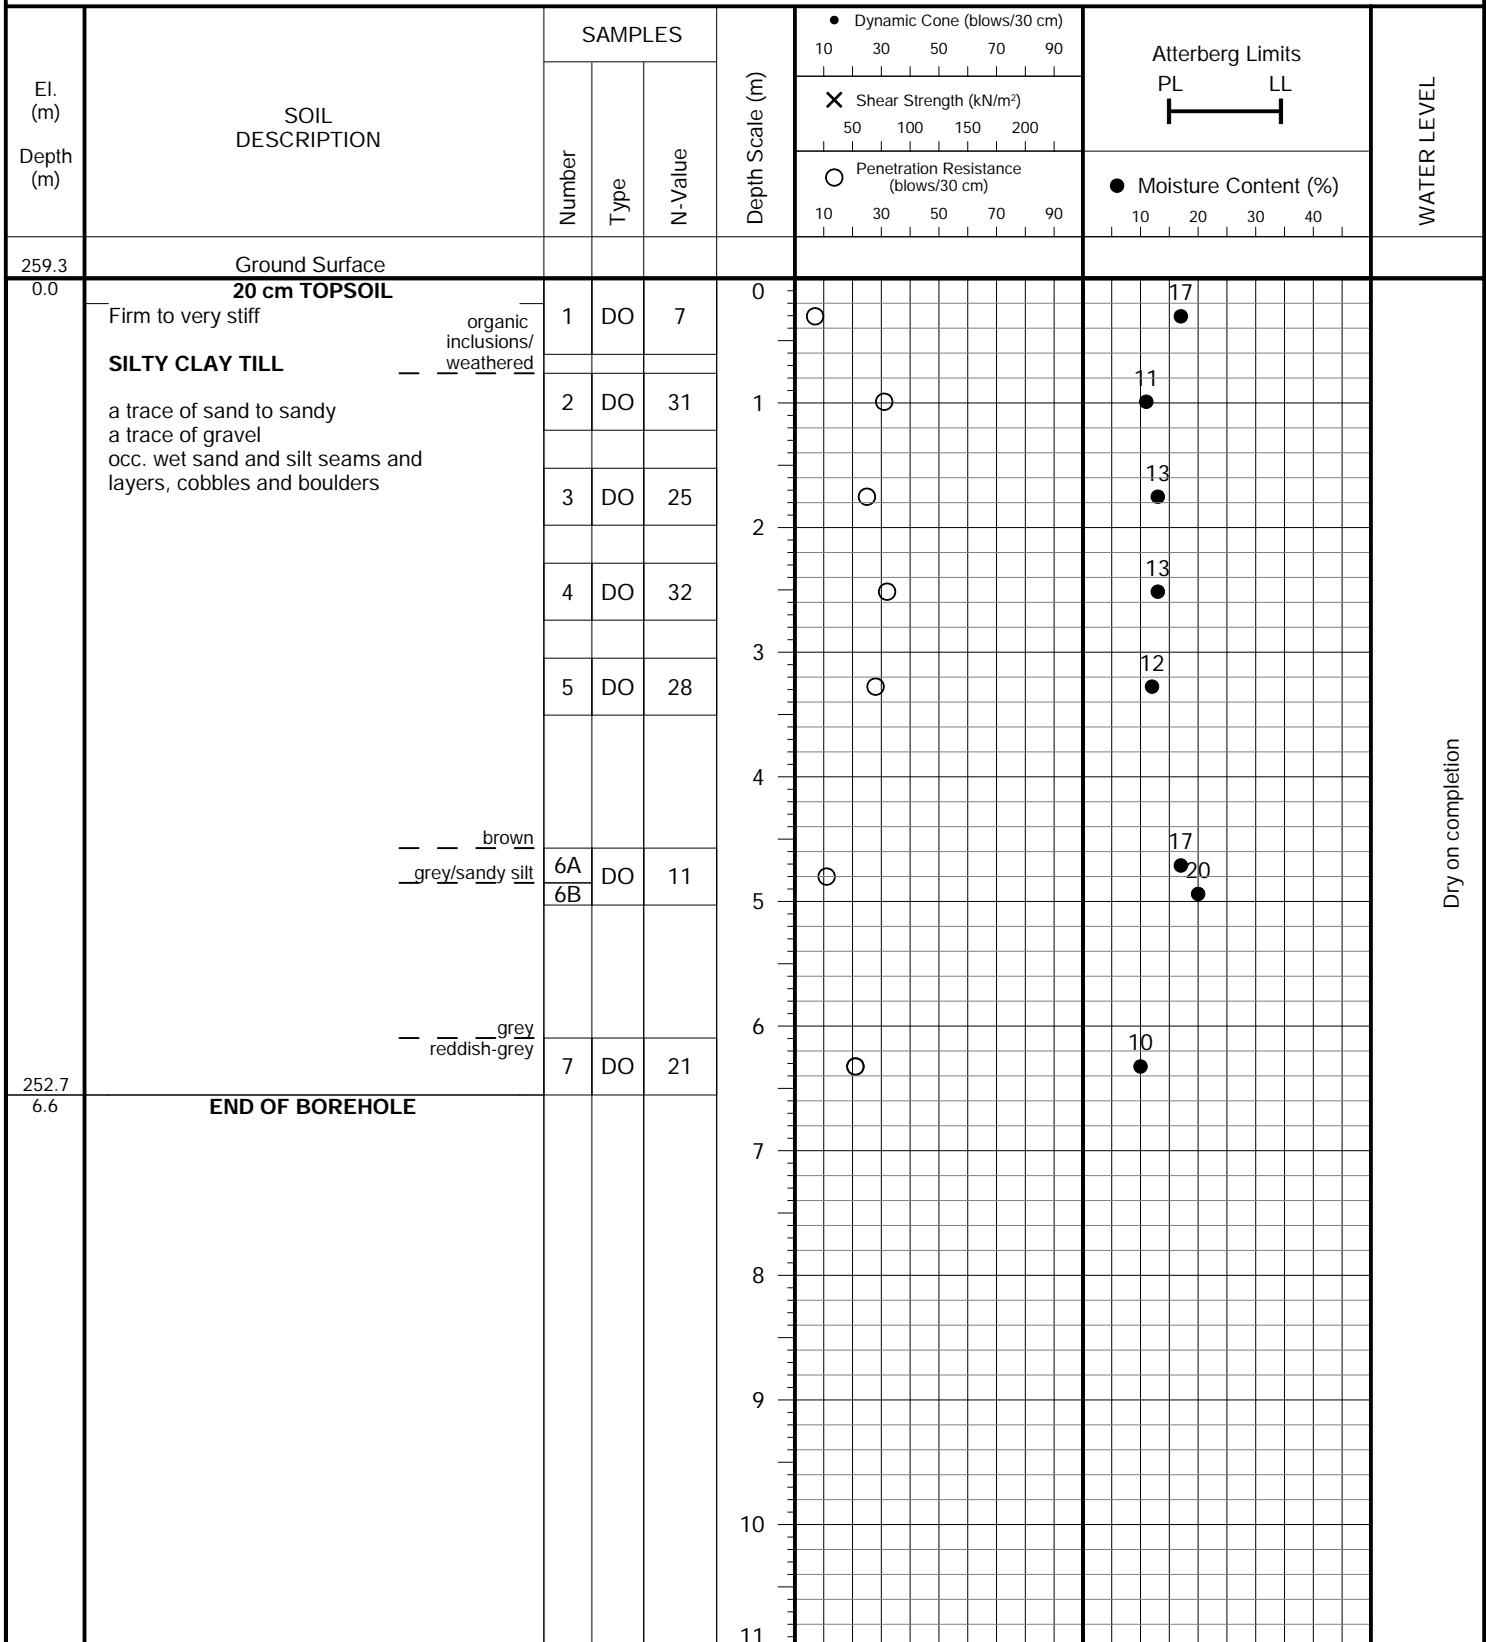 El.
(m)
Depth
(m)
SOIL
DESCRIPTION
SAMPLES
Number
Type
N-Value
Depth Scale (m)
● Dynamic Cone (blows/30 cm)
10 30 50 70 90
✕ Shear Strength (kN/m²)
50 100 150 200
○ Penetration Resistance
(blows/30 cm)
10 30 50 70 90
Atterberg Limits
PL LL
● Moisture Content (%)
10 20 30 40
WATER LEVEL
259.3 Ground Surface
0.0 20 cm TOPSOIL 0
17
Firm to very stiff 1 DO 7
organic
inclusions/
SILTY CLAY TILL weathered
11
2 DO 31 1
a trace of sand to sandy
a trace of gravel
occ. wet sand and silt seams and
13
layers, cobbles and boulders
3 DO 25
2
13
4 DO 32
3
12
5 DO 28
4
brown
17
grey/sandy silt 6A DO 11
20
6B
5
6
grey
10
reddish-grey
7 DO 21
252.7
6.6 END OF BOREHOLE
7
8
9
10
11
Dry on completion